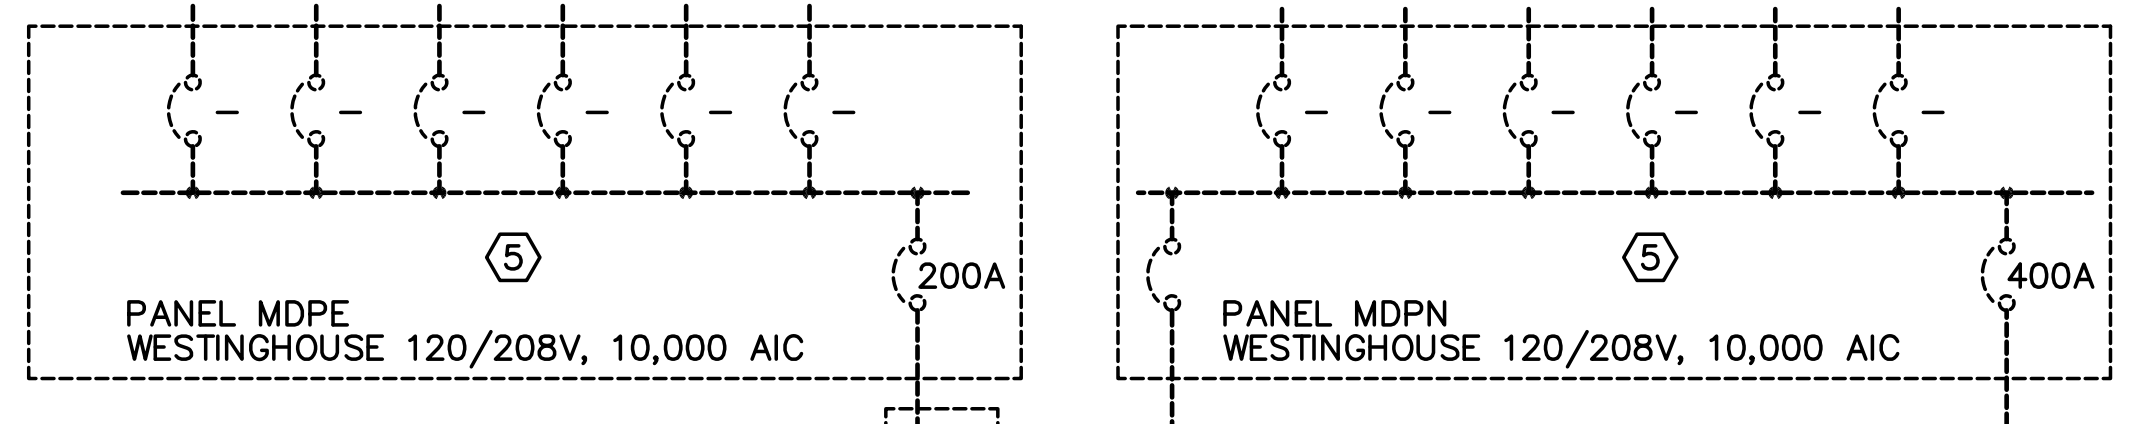 5
200A
PANEL MDPE
WESTINGHOUSE 120/208V, 10,000 AIC
5
400A
PANEL MDPN
WESTINGHOUSE 120/208V, 10,000 AIC